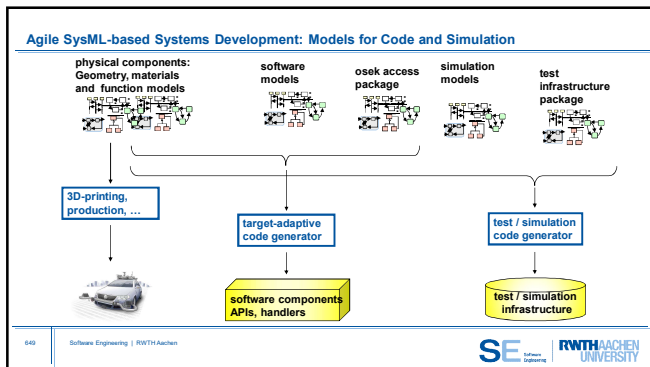 Agile SysML-based Systems Development: Models for Code and Simulation
physical components:
Geometry, materials
and function models
software
models
osek access
package
simulation
models
test
infrastructure
package
3D-printing,
production, …
target-adaptive
code generator
test / simulation
code generator
software components
APIs, handlers
test / simulation
infrastructure
649
Software Engineering | RWTH Aachen
SE
Software
Engineering
RWTH AACHEN
UNIVERSITY